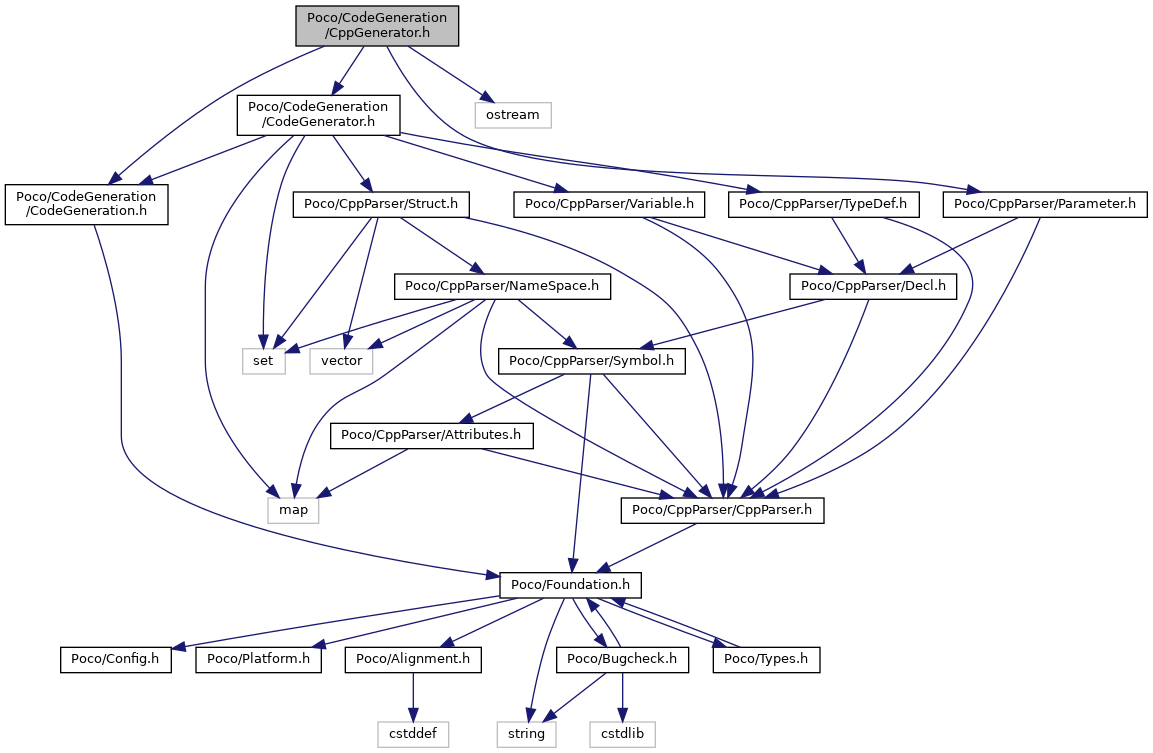 Poco/CodeGeneration
/CppGenerator.h
Poco/CodeGeneration
/CodeGenerator.h
ostream
Poco/CodeGeneration
/CodeGeneration.h
Poco/CppParser/Struct.h
Poco/CppParser/Variable.h
Poco/CppParser/TypeDef.h
Poco/CppParser/Parameter.h
Poco/CppParser/NameSpace.h
Poco/CppParser/Decl.h
set
vector
Poco/CppParser/Symbol.h
Poco/CppParser/Attributes.h
map
Poco/CppParser/CppParser.h
Poco/Foundation.h
Poco/Config.h
Poco/Platform.h
Poco/Alignment.h
Poco/Bugcheck.h
Poco/Types.h
cstddef
string
cstdlib